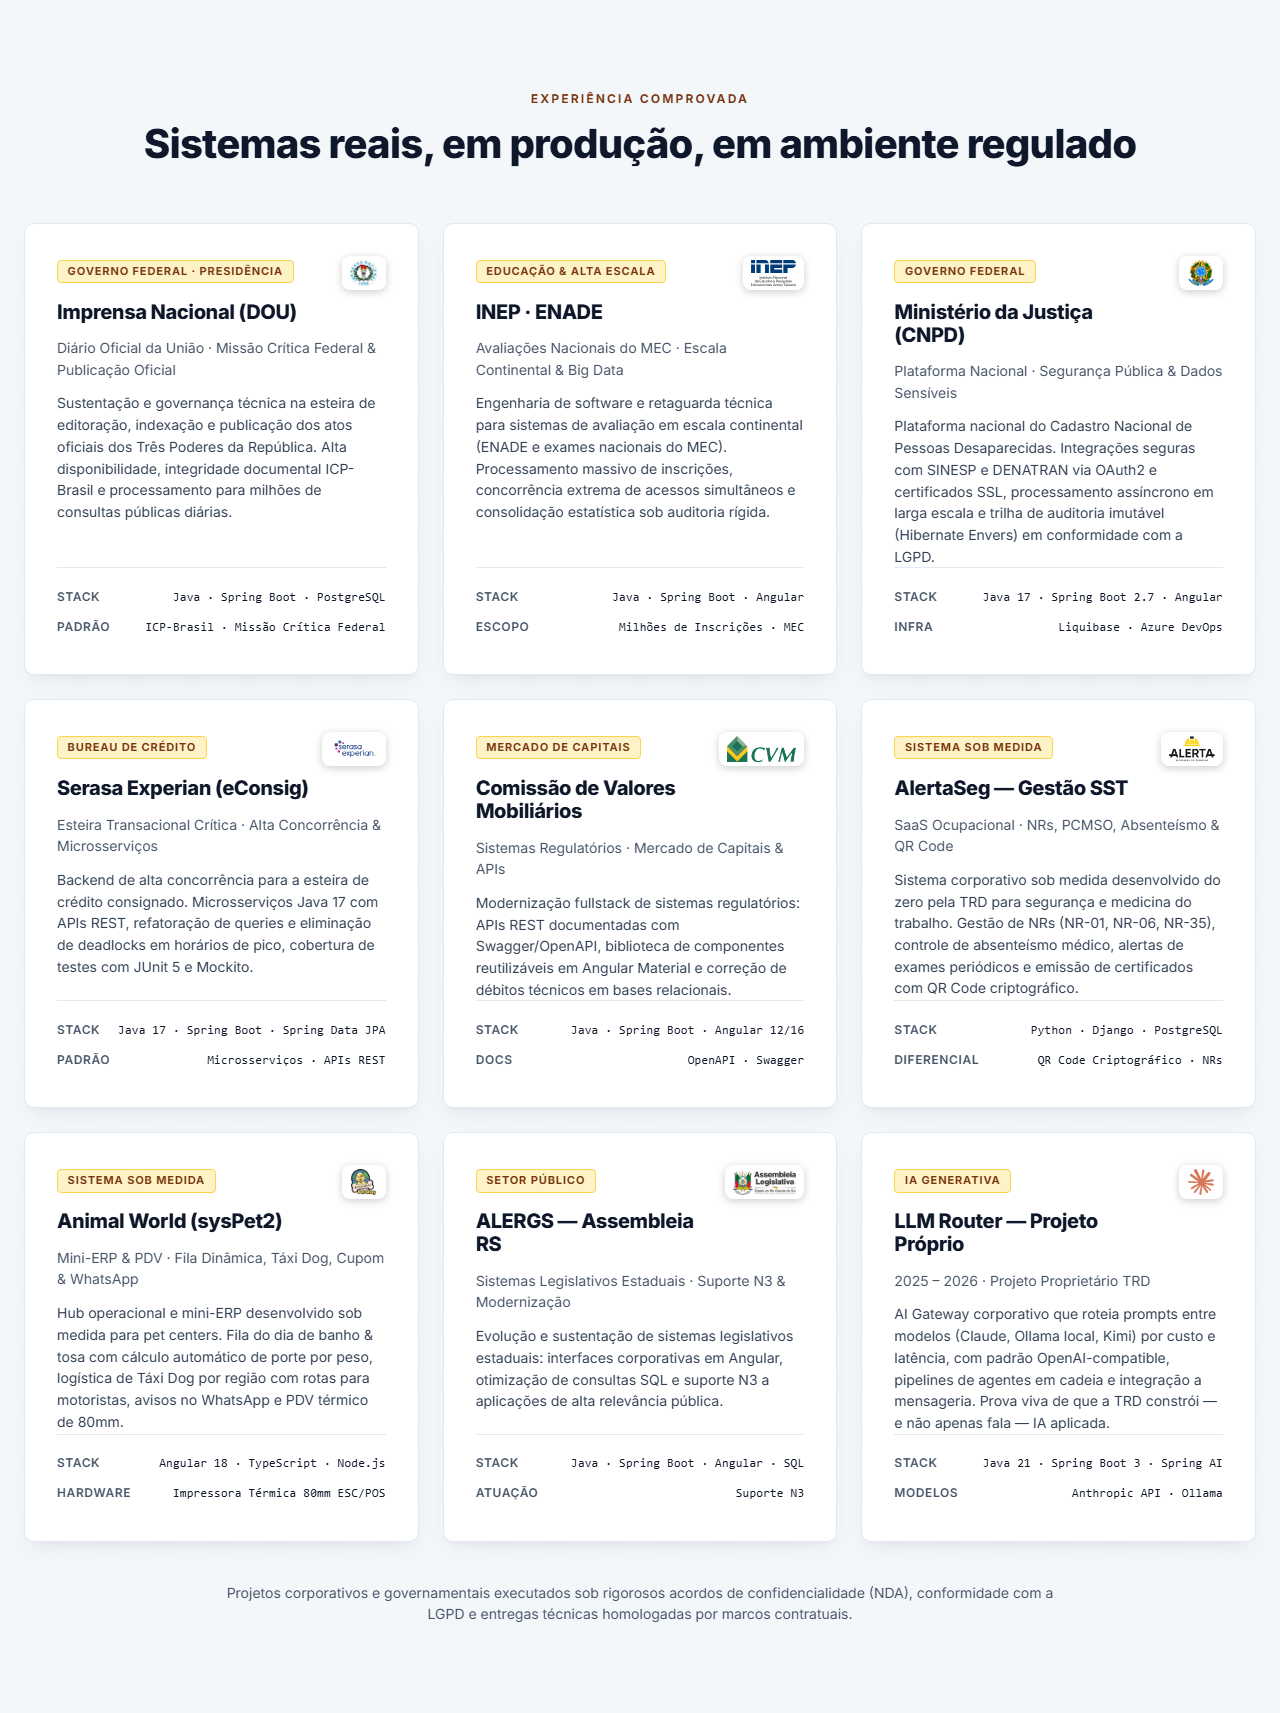 EXPERIÊNCIA COMPROVADA
Sistemas reais, em produção, em ambiente regulado
GOVERNO FEDERAL · PRESIDÊNCIA
Imprensa Nacional (DOU)
Diário Oficial da União · Missão Crítica Federal &
Publicação Oficial
Sustentação e governança técnica na esteira de
editoração, indexação e publicação dos atos
oficiais dos Três Poderes da República. Alta
disponibilidade, integridade documental ICP-
Brasil e processamento para milhões de
consultas públicas diárias.
STACK Java · Spring Boot · PostgreSQL
PADRÃO ICP-Brasil · Missão Crítica Federal
EDUCAÇÃO & ALTA ESCALA
INEP
INEP · ENADE
Avaliações Nacionais do MEC · Escala
Continental & Big Data
Engenharia de software e retaguarda técnica
para sistemas de avaliação em escala continental
(ENADE e exames nacionais do MEC).
Processamento massivo de inscrições,
concorrência extrema de acessos simultâneos e
consolidação estatística sob auditoria rígida.
STACK Java · Spring Boot · Angular
ESCOPO Milhões de Inscrições · MEC
GOVERNO FEDERAL
Ministério da Justiça
(CNPD)
Plataforma Nacional · Segurança Pública & Dados
Sensíveis
Plataforma nacional do Cadastro Nacional de
Pessoas Desaparecidas. Integrações seguras
com SINESP e DENATRAN via OAuth2 e
certificados SSL, processamento assíncrono em
larga escala e trilha de auditoria imutável
(Hibernate Envers) em conformidade com a
LGPD.
STACK Java 17 · Spring Boot 2.7 · Angular
INFRA Liquibase · Azure DevOps
BUREAU DE CRÉDITO
serasa
experian.
Serasa Experian (eConsig)
Esteira Transacional Crítica · Alta Concorrência &
Microsserviços
Backend de alta concorrência para a esteira de
crédito consignado. Microsserviços Java 17 com
APIs REST, refatoração de queries e eliminação
de deadlocks em horários de pico, cobertura de
testes com JUnit 5 e Mockito.
STACK Java 17 · Spring Boot · Spring Data JPA
PADRÃO Microsserviços · APIs REST
MERCADO DE CAPITAIS
CVM
Comissão de Valores
Mobiliários
Sistemas Regulatórios · Mercado de Capitais &
APIs
Modernização fullstack de sistemas regulatórios:
APIs REST documentadas com
Swagger/OpenAPI, biblioteca de componentes
reutilizáveis em Angular Material e correção de
débitos técnicos em bases relacionais.
STACK Java · Spring Boot · Angular 12/16
DOCS OpenAPI · Swagger
SISTEMA SOB MEDIDA
ALERTA
AlertaSeg — Gestão SST
SaaS Ocupacional · NRs, PCMSO, Absenteísmo &
QR Code
Sistema corporativo sob medida desenvolvido do
zero pela TRD para segurança e medicina do
trabalho. Gestão de NRs (NR-01, NR-06, NR-35),
controle de absenteísmo médico, alertas de
exames periódicos e emissão de certificados
com QR Code criptográfico.
STACK Python · Django · PostgreSQL
DIFERENCIAL QR Code Criptográfico · NRs
SISTEMA SOB MEDIDA
Animal World (sysPet2)
Mini-ERP & PDV · Fila Dinâmica, Táxi Dog, Cupom
& WhatsApp
Hub operacional e mini-ERP desenvolvido sob
medida para pet centers. Fila do dia de banho &
tosa com cálculo automático de porte por peso,
logística de Táxi Dog por região com rotas para
motoristas, avisos no WhatsApp e PDV térmico
de 80mm.
STACK Angular 18 · TypeScript · Node.js
HARDWARE Impressora Térmica 80mm ESC/POS
SETOR PÚBLICO
Assembleia
Legislativa
ALERGS — Assembleia
RS
Sistemas Legislativos Estaduais · Suporte N3 &
Modernização
Evolução e sustentação de sistemas legislativos
estaduais: interfaces corporativas em Angular,
otimização de consultas SQL e suporte N3 a
aplicações de alta relevância pública.
STACK Java · Spring Boot · Angular · SQL
ATUAÇÃO Suporte N3
IA GENERATIVA
LLM Router — Projeto
Próprio
2025 – 2026 · Projeto Proprietário TRD
AI Gateway corporativo que roteia prompts entre
modelos (Claude, Ollama local, Kimi) por custo e
latência, com padrão OpenAI-compatible,
pipelines de agentes em cadeia e integração a
mensageria. Prova viva de que a TRD constrói —
e não apenas fala — IA aplicada.
STACK Java 21 · Spring Boot 3 · Spring AI
MODELOS Anthropic API · Ollama
Projetos corporativos e governamentais executados sob rigorosos acordos de confidencialidade (NDA), conformidade com a
LGPD e entregas técnicas homologadas por marcos contratuais.